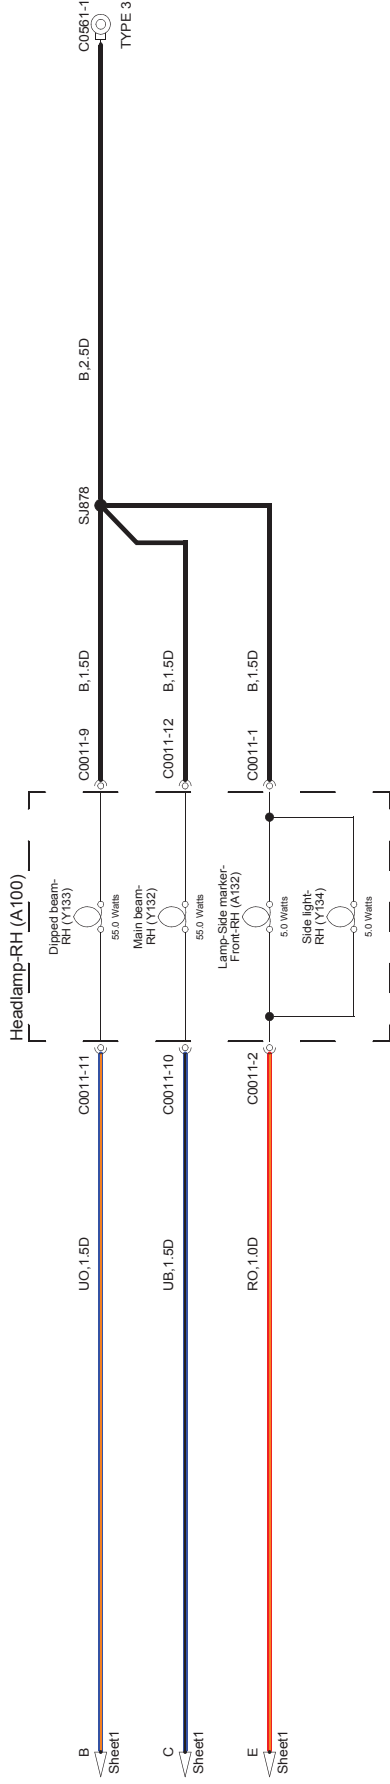 C0561-1
TYPE 3
B,2.5D
SJ878
B,1.5D
B,1.5D
B,1.5D
C0011-9
C0011-12
C0011-1
Headlamp-RH (A100)
Dipped beam-
RH (Y133)
55.0 Watts
Main beam-
RH (Y132)
55.0 Watts
Lamp-Side marker-
Front-RH (A132)
5.0 Watts
Side light-
RH (Y134)
5.0 Watts
C0011-11
C0011-10
C0011-2
UO,1.5D
UB,1.5D
RO,1.0D
B
Sheet1
C
Sheet1
E
Sheet1